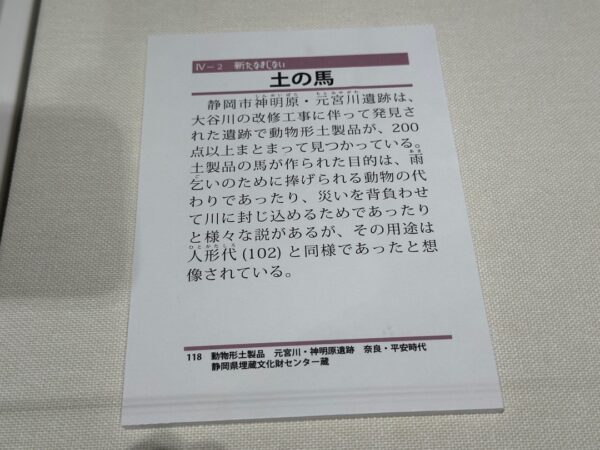 Ⅳ－2　新たなまじない
土の馬
静岡市神明原・元宮川遺跡は、
大谷川の改修工事に伴って発見さ
れた遺跡で動物形土製品が、200
点以上まとまって見つかっている。
土製品の馬が作られた目的は、雨
乞いのために捧げられる動物の代
わりであったり、災いを背負わせ
て川に封じ込めるためであったり
と様々な説があるが、その用途は
人形代(102)と同様であったと想
像されている。
118　動物形土製品　元宮川・神明原遺跡　奈良・平安時代
静岡県埋蔵文化財センター蔵